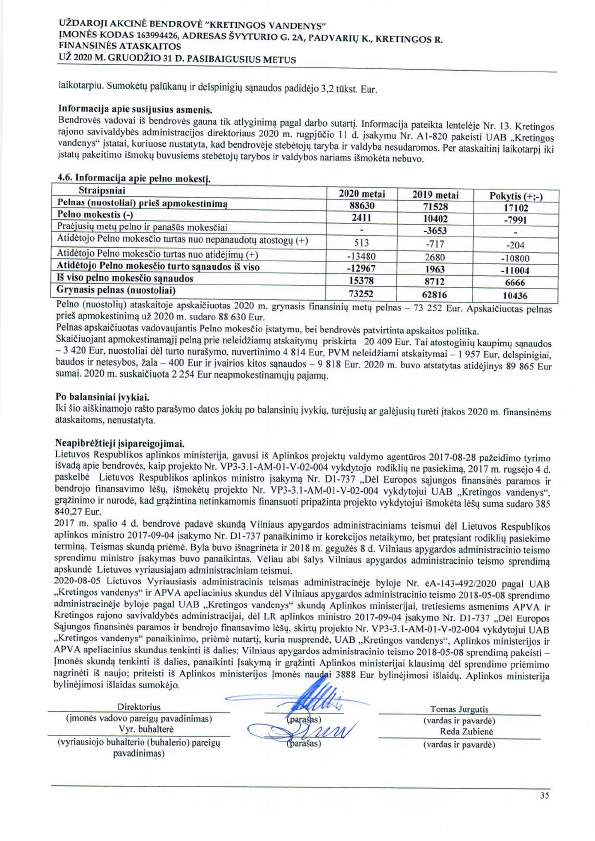 UŽDAROJI AKCINĖ BENDROVĖ "KRETINGOS VANDENYS"
ĮMONĖS KODAS 163994426, ADRESAS ŠVYTURIO G. 2A, PADVARIŲ K., KRETINGOS R.
FINANSINĖS ATASKAITOS
UŽ 2020 M. GRUODŽIO 31 D. PASIBAIGUSIUS METUS
laikotarpiu. Sumokėtų palūkanų ir delspinigių sąnaudos padidėjo 3,2 tūkst. Eur.
Informacija apie susijusius asmenis.
Bendrovės vadovai iš bendrovės gauna tik atlyginimą pagal darbo sutartį. Informacija pateikta lentelėje Nr. 13. Kretingos
rajono savivaldybės administracijos direktoriaus 2020 m. rugpjūčio 11 d. įsakymu Nr. A1-820 pakeisti UAB „Kretingos
vandenys“ įstatai, kuriuose nustatyta, kad bendrovėje stebėtojų taryba ir valdyba nesudaromos. Per ataskaitinį laikotarpį iki
įstatų pakeitimo išmokų buvusiems stebėtojų tarybos ir valdybos nariams išmokėta nebuvo.
4.6. Informacija apie pelno mokestį.
Straipsniai 2020 metai 2019 metai Pokytis (+;-)
Pelnas (nuostoliai) prieš apmokestinimą 88630 71528 17102
Pelno mokestis (-) 2411 10402 -7991
Praėjusių metų pelno ir panašūs mokesčiai - -3653 -
Atidėtojo Pelno mokesčio turtas nuo nepanaudotų atostogų (+) 513 -717 -204
Atidėtojo Pelno mokesčio turtas nuo atidėjimų (+) -13480 2680 -10800
Atidėtojo Pelno mokesčio turto sąnaudos iš viso -12967 1963 -11004
Iš viso pelno mokesčio sąnaudos 15378 8712 6666
Grynasis pelnas (nuostoliai) 73252 62816 10436
Pelno (nuostolių) ataskaitoje apskaičiuotas 2020 m. grynasis finansinių metų pelnas – 73 252 Eur. Apskaičiuotas pelnas
prieš apmokestinimą už 2020 m. sudaro 88 630 Eur.
Pelnas apskaičiuotas vadovaujantis Pelno mokesčio įstatymu, bei bendrovės patvirtinta apskaitos politika.
Skaičiuojant apmokestinamąjį pelną prie neleidžiamų atskaitymų priskirta 20 409 Eur. Tai atostoginių kaupimų sąnaudos
– 3 420 Eur, nuostoliai dėl turto nurašymo, nuvertinimo 4 814 Eur, PVM neleidžiami atskaitymai – 1 957 Eur, delspinigiai,
baudos ir netesybos, žala – 400 Eur ir įvairios kitos sąnaudos – 9 818 Eur. 2020 m. buvo atstatytas atidėjinys 89 865 Eur
sumai. 2020 m. suskaičiuota 2 254 Eur neapmokestinamųjų pajamų.
Po balansiniai įvykiai.
Iki šio aiškinamojo rašto parašymo datos jokių po balansinių įvykių, turėjusių ar galėjusių turėti įtakos 2020 m. finansinėms
ataskaitoms, nenustatyta.
Neapibrėžtieji įsipareigojimai.
Lietuvos Respublikos aplinkos ministerija, gavusi iš Aplinkos projektų valdymo agentūros 2017-08-28 pažeidimo tyrimo
išvadą apie bendrovės, kaip projekto Nr. VP3-3.1-AM-01-V-02-004 vykdytojo rodiklių ne pasiekimą, 2017 m. rugsėjo 4 d.
paskelbė Lietuvos Respublikos aplinkos ministro įsakymą Nr. D1-737 „Dėl Europos sąjungos finansinės paramos ir
bendrojo finansavimo lėšų, išmokėtų projekto Nr. VP3-3.1-AM-01-V-02-004 vykdytojui UAB „Kretingos vandenys“,
grąžinimo ir nurodė, kad grąžintina netinkamomis finansuoti pripažinta projekto vykdytojui išmokėta lėšų suma sudaro 385
840,27 Eur.
2017 m. spalio 4 d. bendrovė padavė skundą Vilniaus apygardos administraciniams teismui dėl Lietuvos Respublikos
aplinkos ministro 2017-09-04 įsakymo Nr. D1-737 panaikinimo ir korekcijos netaikymo, bet pratęsiant rodiklių pasiekimo
terminą. Teismas skundą priėmė. Byla buvo išnagrinėta ir 2018 m. gegužės 8 d. Vilniaus apygardos administracinio teismo
sprendimu ministro įsakymas buvo panaikintas. Vėliau abi šalys Vilniaus apygardos administracinio teismo sprendimą
apskundė Lietuvos vyriausiajam administraciniam teismui.
2020-08-05 Lietuvos Vyriausiasis administracinis teismas administracinėje byloje Nr. eA-143-492/2020 pagal UAB
„Kretingos vandenys“ ir APVA apeliacinius skundus dėl Vilniaus apygardos administracinio teismo 2018-05-08 sprendimo
administracinėje byloje pagal UAB „Kretingos vandenys“ skundą Aplinkos ministerijai, tretiesiems asmenims APVA ir
Kretingos rajono savivaldybės administracijai, dėl LR aplinkos ministro 2017-09-04 įsakymo Nr. D1-737 „Dėl Europos
Sąjungos finansinės paramos ir bendrojo finansavimo lėšų, skirtų projekto Nr. VP3-3.1-AM-01-V-02-004 vykdytojui UAB
„Kretingos vandenys“ panaikinimo, priėmė nutartį, kuria nusprendė, UAB „Kretingos vandenys“, Aplinkos ministerijos ir
APVA apeliacinius skundus tenkinti iš dalies; Vilniaus apygardos administracinio teismo 2018-05-08 sprendimą pakeisti –
Įmonės skundą tenkinti iš dalies, panaikinti Įsakymą ir grąžinti Aplinkos ministerijai klausimą dėl sprendimo priėmimo
nagrinėti iš naujo; priteisti iš Aplinkos ministerijos Įmonės naudai 3888 Eur bylinėjimosi išlaidų. Aplinkos ministerija
bylinėjimosi išlaidas sumokėjo.
Direktorius Tomas Jurgutis
(įmonės vadovo pareigų pavadinimas) (parašas) (vardas ir pavardė)
Vyr. buhalterė Reda Zubienė
(vyriausiojo buhalterio (buhalerio) pareigų (parašas) (vardas ir pavardė)
pavadinimas)
35